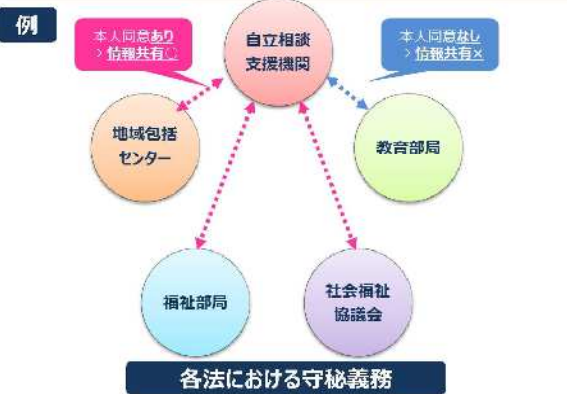 例
本人同意あり
＞情報共有○
自立相談
支援機関
本人同意なし
＞情報共有×
地域包括
センター
教育部局
福祉部局
社会福祉
協議会
各法における守秘義務